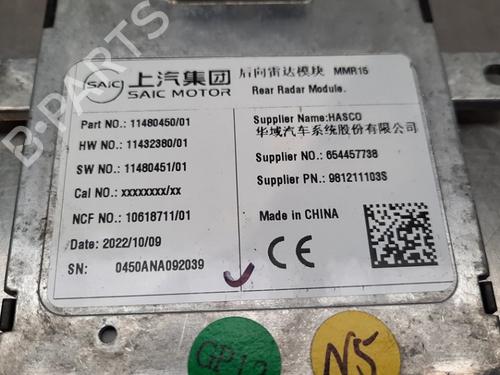 SAIC 上汽集团 后向雷达模块 MMR15
SAIC MOTOR Rear Radar Module.
Part NO.: 11480450/01
HW NO.: 11432380/01
SW NO.: 11480451/01
Cal NO.: xxxxxxxx/xx
NCF NO.: 10618711/01
Date: 2022/10/09
SN: 0450ANA092039
Supplier Name:HASCO
华域汽车系统股份有限公司
Supplier NO.: 654457738
Supplier PN.: 981211103S
Made in CHINA
CE
GP12
N5
B-PARTS